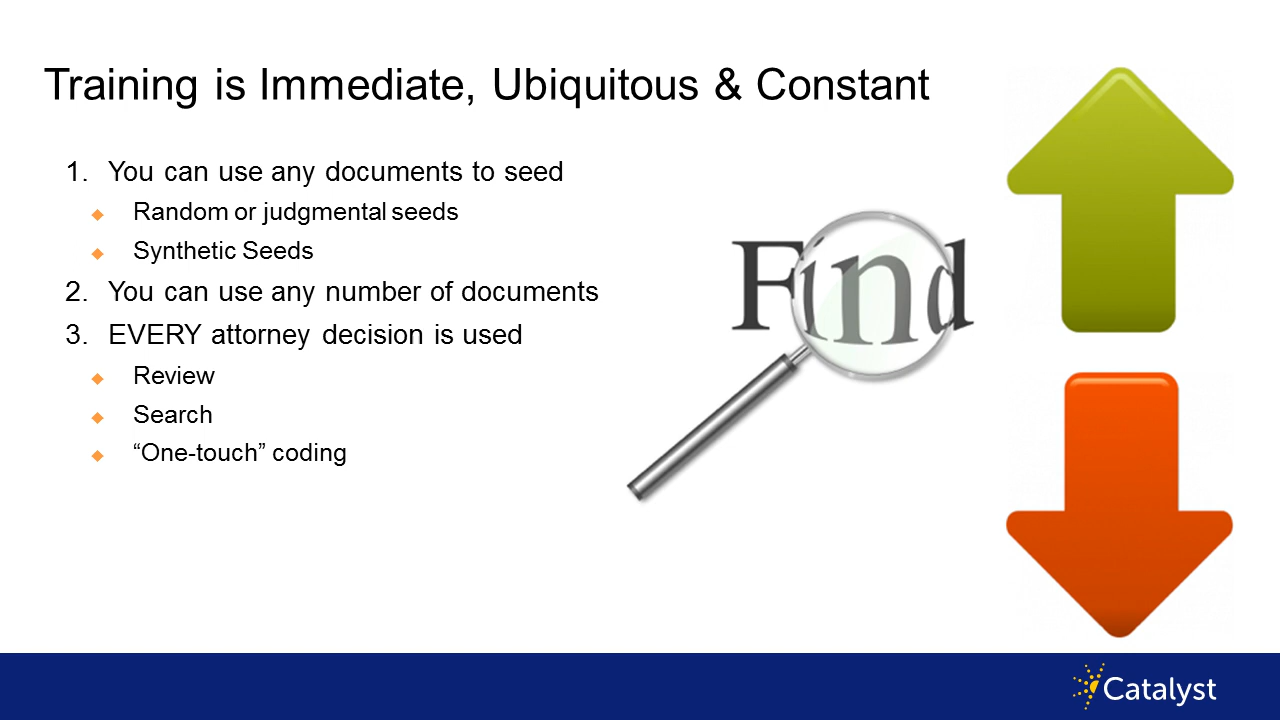 Training is Immediate, Ubiquitous & Constant
1. You can use any documents to seed
Random or judgmental seeds
Synthetic Seeds
2. You can use any number of documents
3. EVERY attorney decision is used
Review
Search
“One-touch” coding
Find
Catalyst